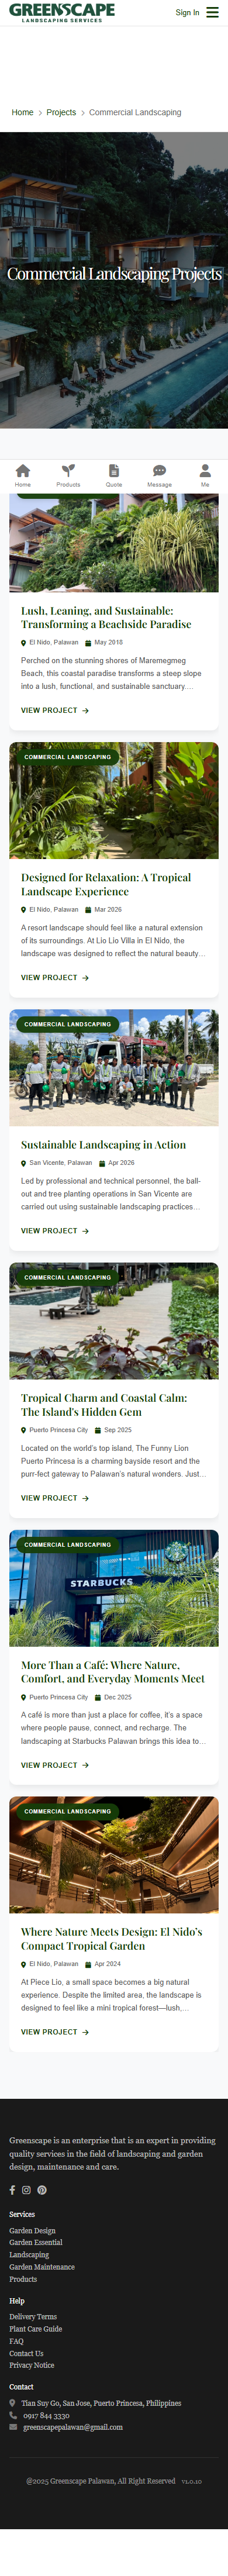 GREENSCAPE
LANDSCAPING SERVICES
Sign In
Home > Projects > Commercial Landscaping
Commercial Landscaping Projects
Home Products Quote Message Me
Lush, Leaning, and Sustainable:
Transforming a Beachside Paradise
El Nido, Palawan May 2018
Perched on the stunning shores of Maremegmeg
Beach, this coastal paradise transforms a steep slope
into a lush, functional, and sustainable sanctuary.…
VIEW PROJECT →
COMMERCIAL LANDSCAPING
Designed for Relaxation: A Tropical
Landscape Experience
El Nido, Palawan Mar 2026
A resort landscape should feel like a natural extension
of its surroundings. At Lio Lio Villa in El Nido, the
landscape was designed to reflect the natural beauty…
VIEW PROJECT →
COMMERCIAL LANDSCAPING
Sustainable Landscaping in Action
San Vicente, Palawan Apr 2026
Led by professional and technical personnel, the ball-
out and tree planting operations in San Vicente are
carried out using sustainable landscaping practices…
VIEW PROJECT →
COMMERCIAL LANDSCAPING
Tropical Charm and Coastal Calm:
The Island's Hidden Gem
Puerto Princesa City Sep 2025
Located on the world's top island, The Funny Lion
Puerto Princesa is a charming bayside resort and the
purr-fect gateway to Palawan's natural wonders. Just…
VIEW PROJECT →
COMMERCIAL LANDSCAPING
STARBUCKS
More Than a Café: Where Nature,
Comfort, and Everyday Moments Meet
Puerto Princesa City Dec 2025
A café is more than just a place for coffee, it's a space
where people pause, connect, and recharge. The
landscaping at Starbucks Palawan brings this idea to…
VIEW PROJECT →
COMMERCIAL LANDSCAPING
Where Nature Meets Design: El Nido's
Compact Tropical Garden
El Nido, Palawan Apr 2024
At Piece Lio, a small space becomes a big natural
experience. Despite the limited area, the landscape is
designed to feel like a mini tropical forest—lush,…
VIEW PROJECT →
Greenscape is an enterprise that is an expert in providing
quality services in the field of landscaping and garden
design, maintenance and care.
Services
Garden Design
Garden Essential
Landscaping
Garden Maintenance
Products
Help
Delivery Terms
Plant Care Guide
FAQ
Contact Us
Privacy Notice
Contact
Tian Suy Go, San Jose, Puerto Princesa, Philippines
0917 844 3330
greenscapepalawan@gmail.com
@2025 Greenscape Palawan, All Right Reserved v1.0.10